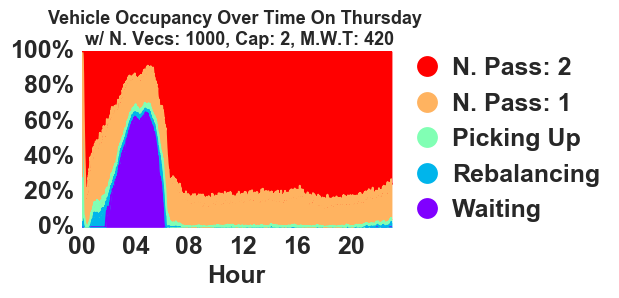 Vehicle Occupancy Over Time On Thursday
w/ N. Vecs: 1000, Cap: 2, M.W.T: 420
100%
80%
60%
40%
20%
0%
00 04 08 12 16 20
Hour
N. Pass: 2
N. Pass: 1
Picking Up
Rebalancing
Waiting